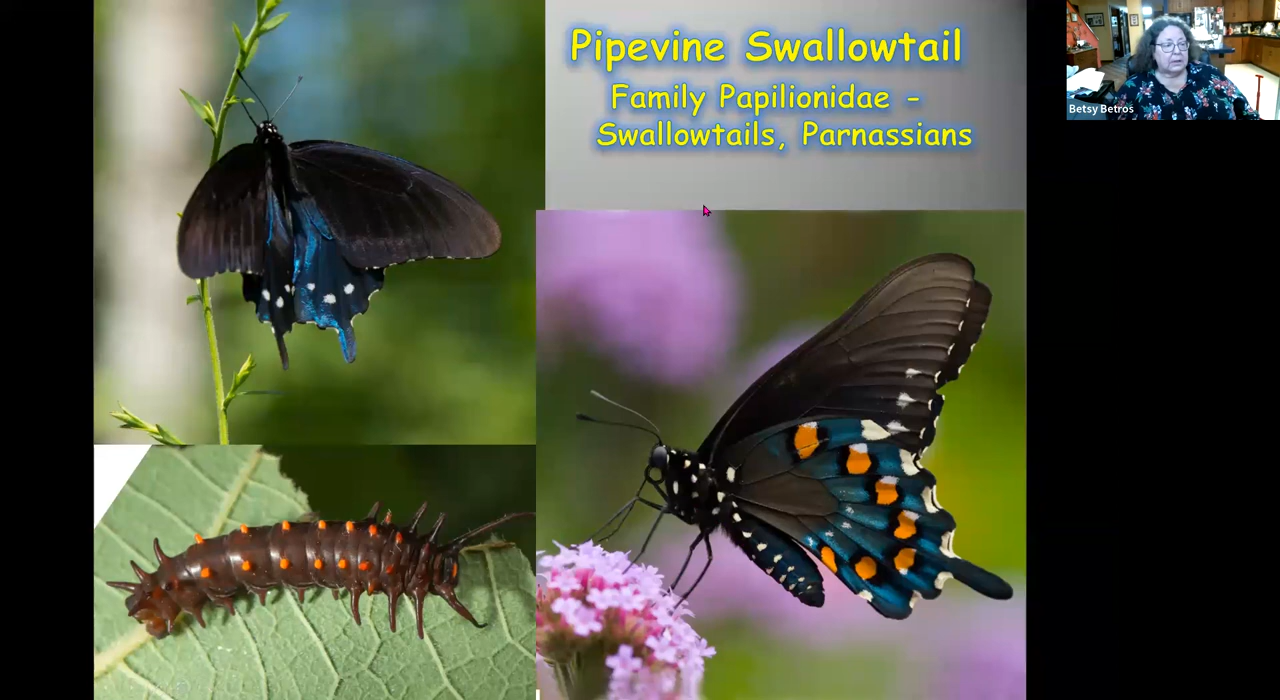 Pipevine Swallowtail
Family Papilionidae -
Swallowtails, Parnassians
Betsy Betros